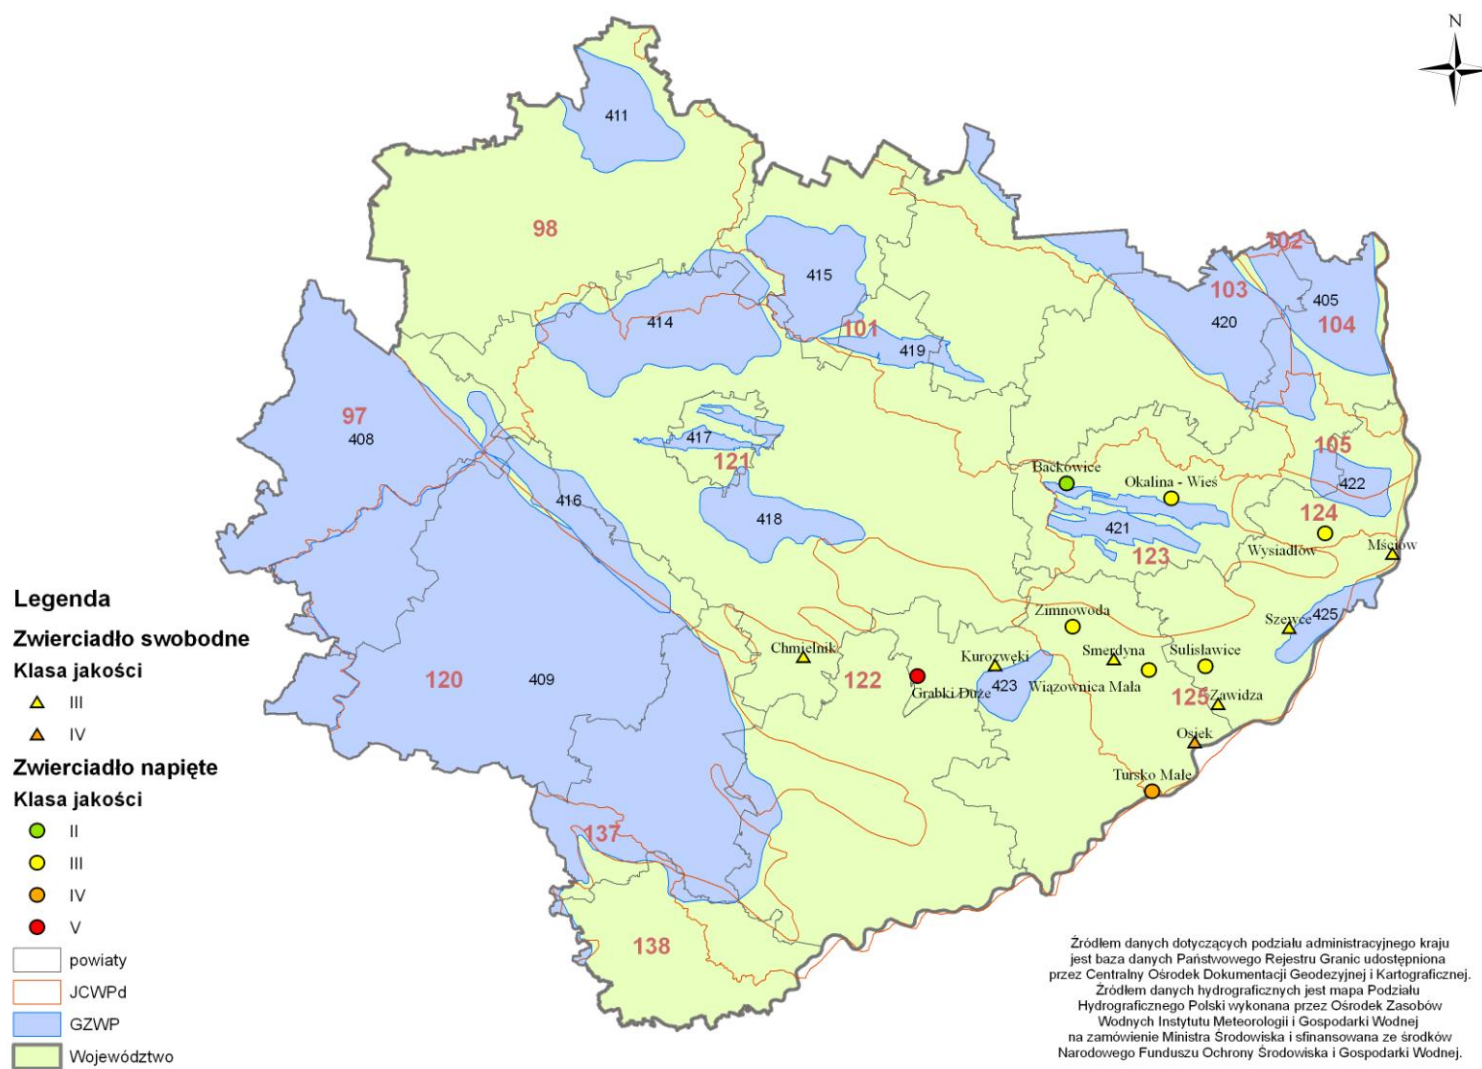 N
411
98
102
415
103
405
414
101
420
104
419
97
408
417
121
105
Baćkowice
Okalina - Wieś
422
416
418
421
124
Wysiadłów
Mściów
123
Legenda
Zwierciadło swobodne
Klasa jakości
III
IV
Zwierciadło napięte
Klasa jakości
II
III
IV
V
powiaty
JCWPd
GZWP
Województwo
Zimnowoda
Szewce
425
Chmielnik
Kurozwęki
Smerdyna
Sulisławice
120
409
122
Grabki Duże
423
Wiązownica Mała
125
Zawidza
Osiek
Tursko Małe
137
138
Źródłem danych dotyczących podziału administracyjnego kraju
jest baza danych Państwowego Rejestru Granic udostępniona
przez Centralny Ośrodek Dokumentacji Geodezyjnej i Kartograficznej.
Źródłem danych hydrograficznych jest mapa Podziału
Hydrograficznego Polski wykonana przez Ośrodek Zasobów
Wodnych Instytutu Meteorologii i Gospodarki Wodnej
na zamówienie Ministra Środowiska i sfinansowana ze środków
Narodowego Funduszu Ochrony Środowiska i Gospodarki Wodnej.